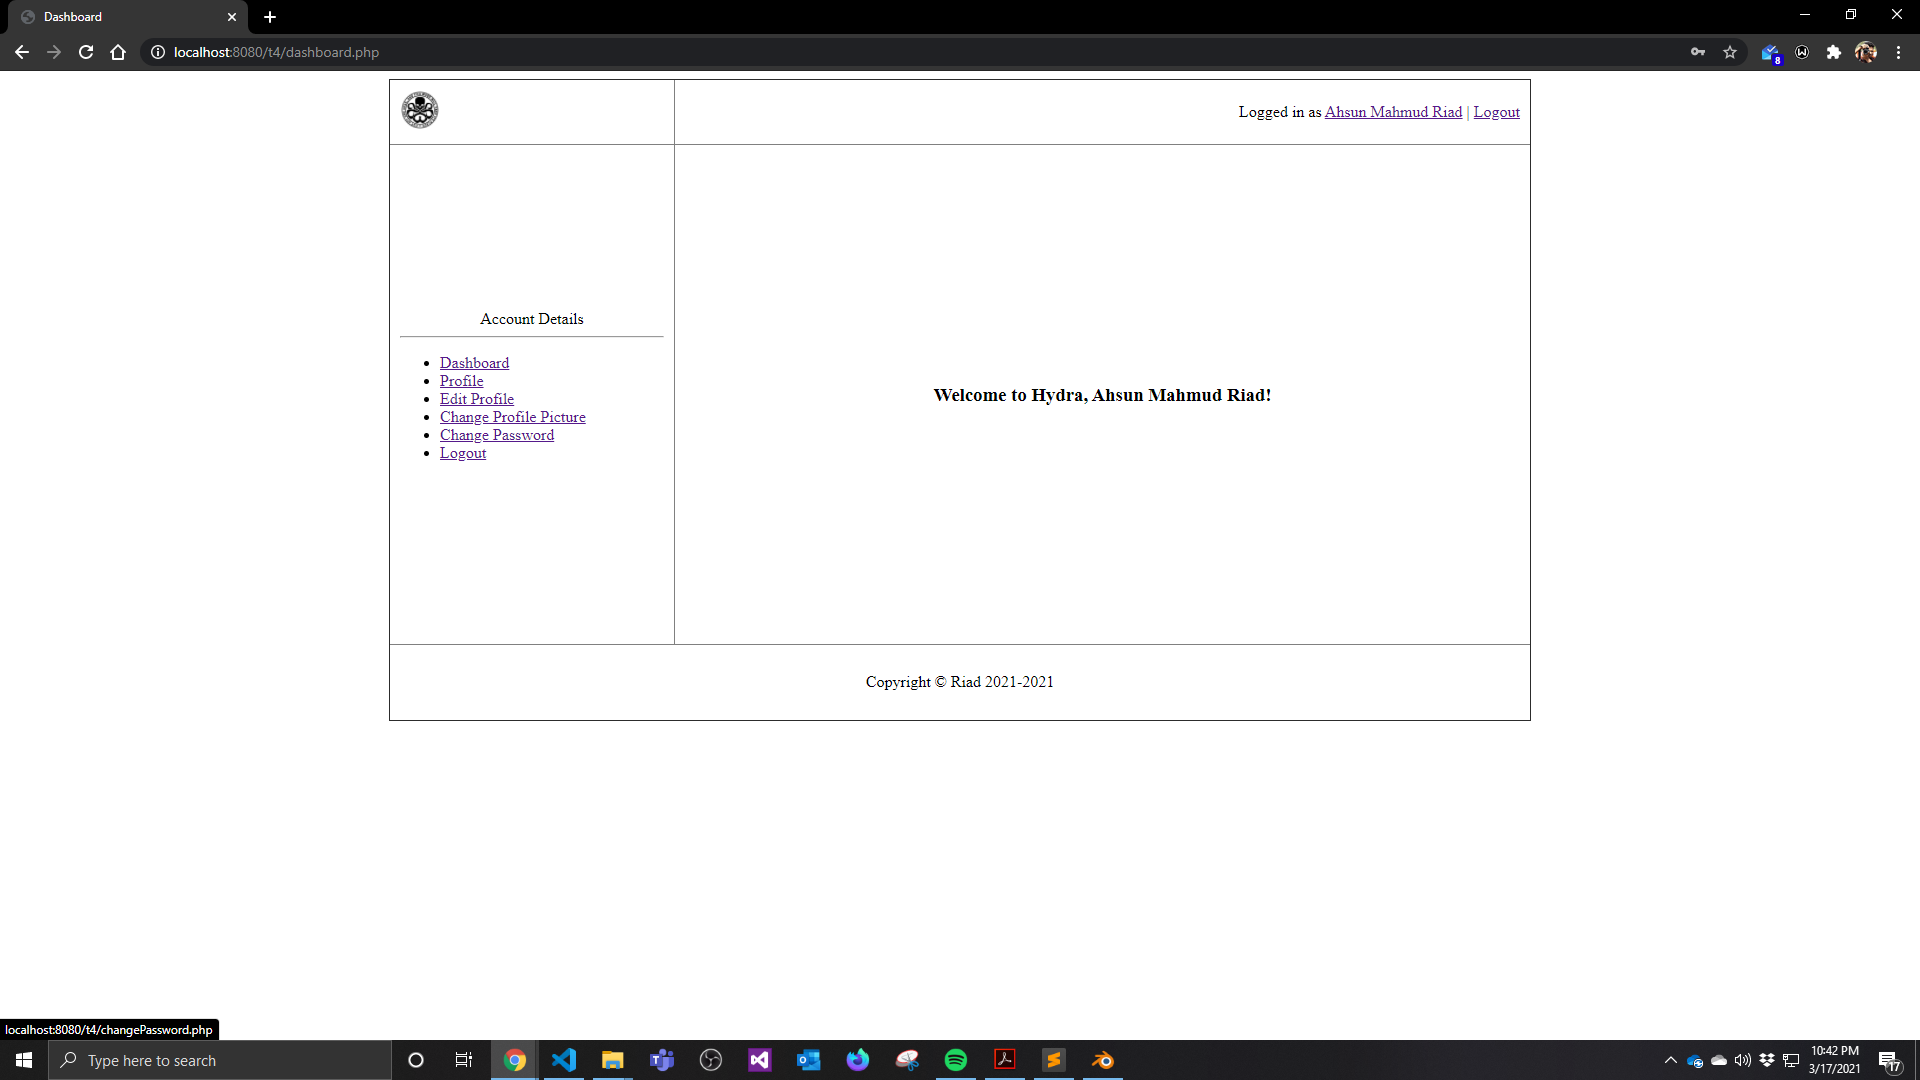 Dashboard
localhost:8080/t4/dashboard.php
8
Logged in as Ahsun Mahmud Riad | Logout
Account Details
Dashboard
Profile
Edit Profile
Change Profile Picture
Change Password
Logout
Welcome to Hydra, Ahsun Mahmud Riad!
Copyright © Riad 2021-2021
localhost:8080/t4/changePassword.php
Type here to search
10:42 PM
3/17/2021
17